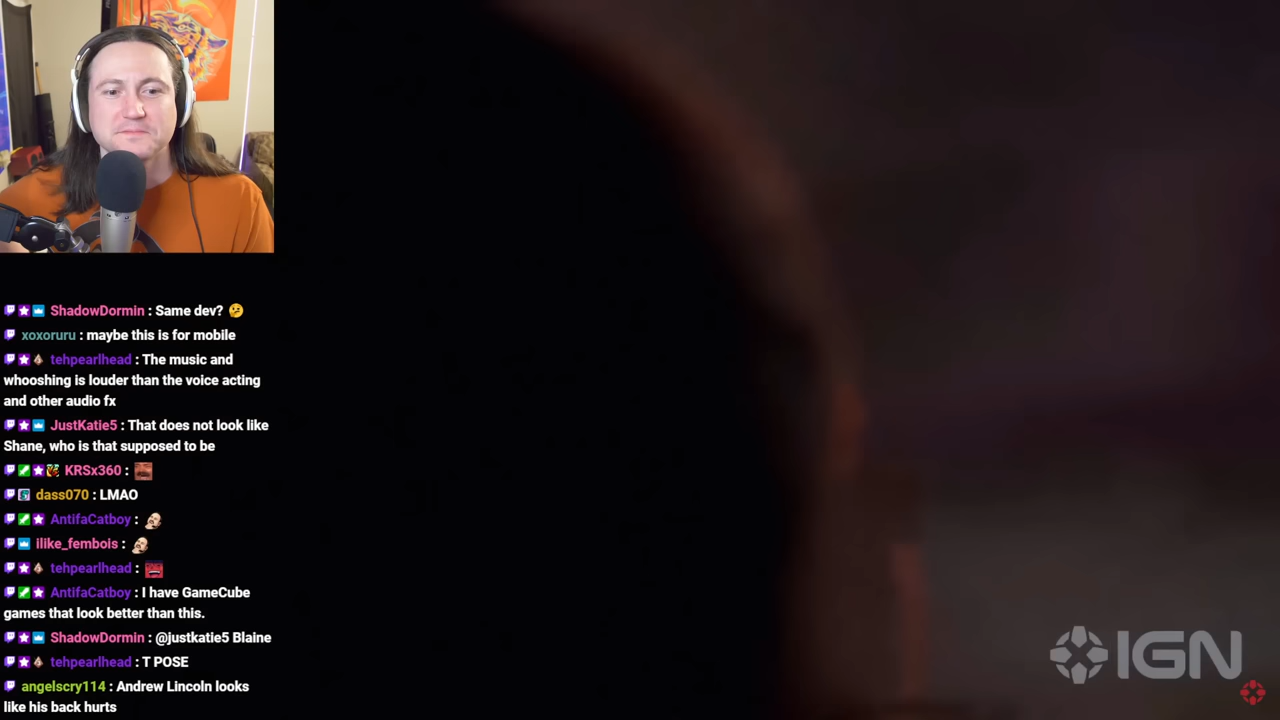 ShadowDormin : Same dev? 🤔
xoxoruru : maybe this is for mobile
tehpearlhead : The music and
whooshing is louder than the voice acting
and other audio fx
JustKatie5 : That does not look like
Shane, who is that supposed to be
KRSx360 :
dass070 : LMAO
AntifaCatboy :
ilike_fembois :
tehpearlhead :
AntifaCatboy : I have GameCube
games that look better than this.
ShadowDormin : @justkatie5 Blaine
tehpearlhead : T POSE
angelscry114 : Andrew Lincoln looks
like his back hurts
IGN